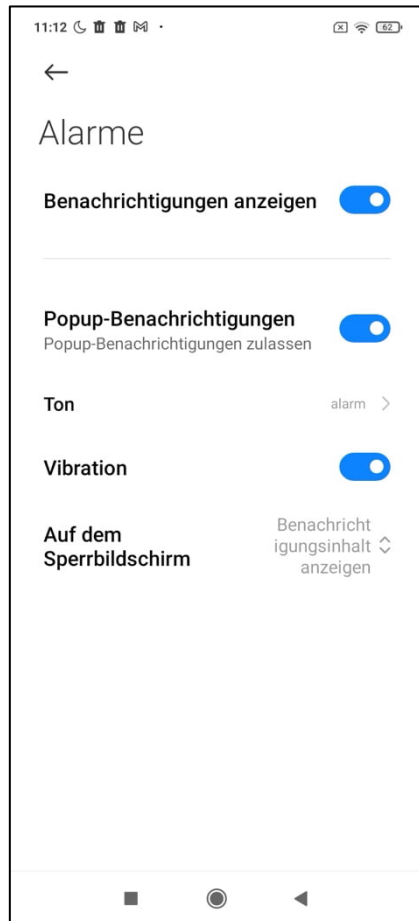 11:12
62
Alarme
Benachrichtigungen anzeigen
Popup-Benachrichtigungen
Popup-Benachrichtigungen zulassen
Ton
alarm
Vibration
Auf dem
Sperrbildschirm
Benachricht
igungsinhalt
anzeigen